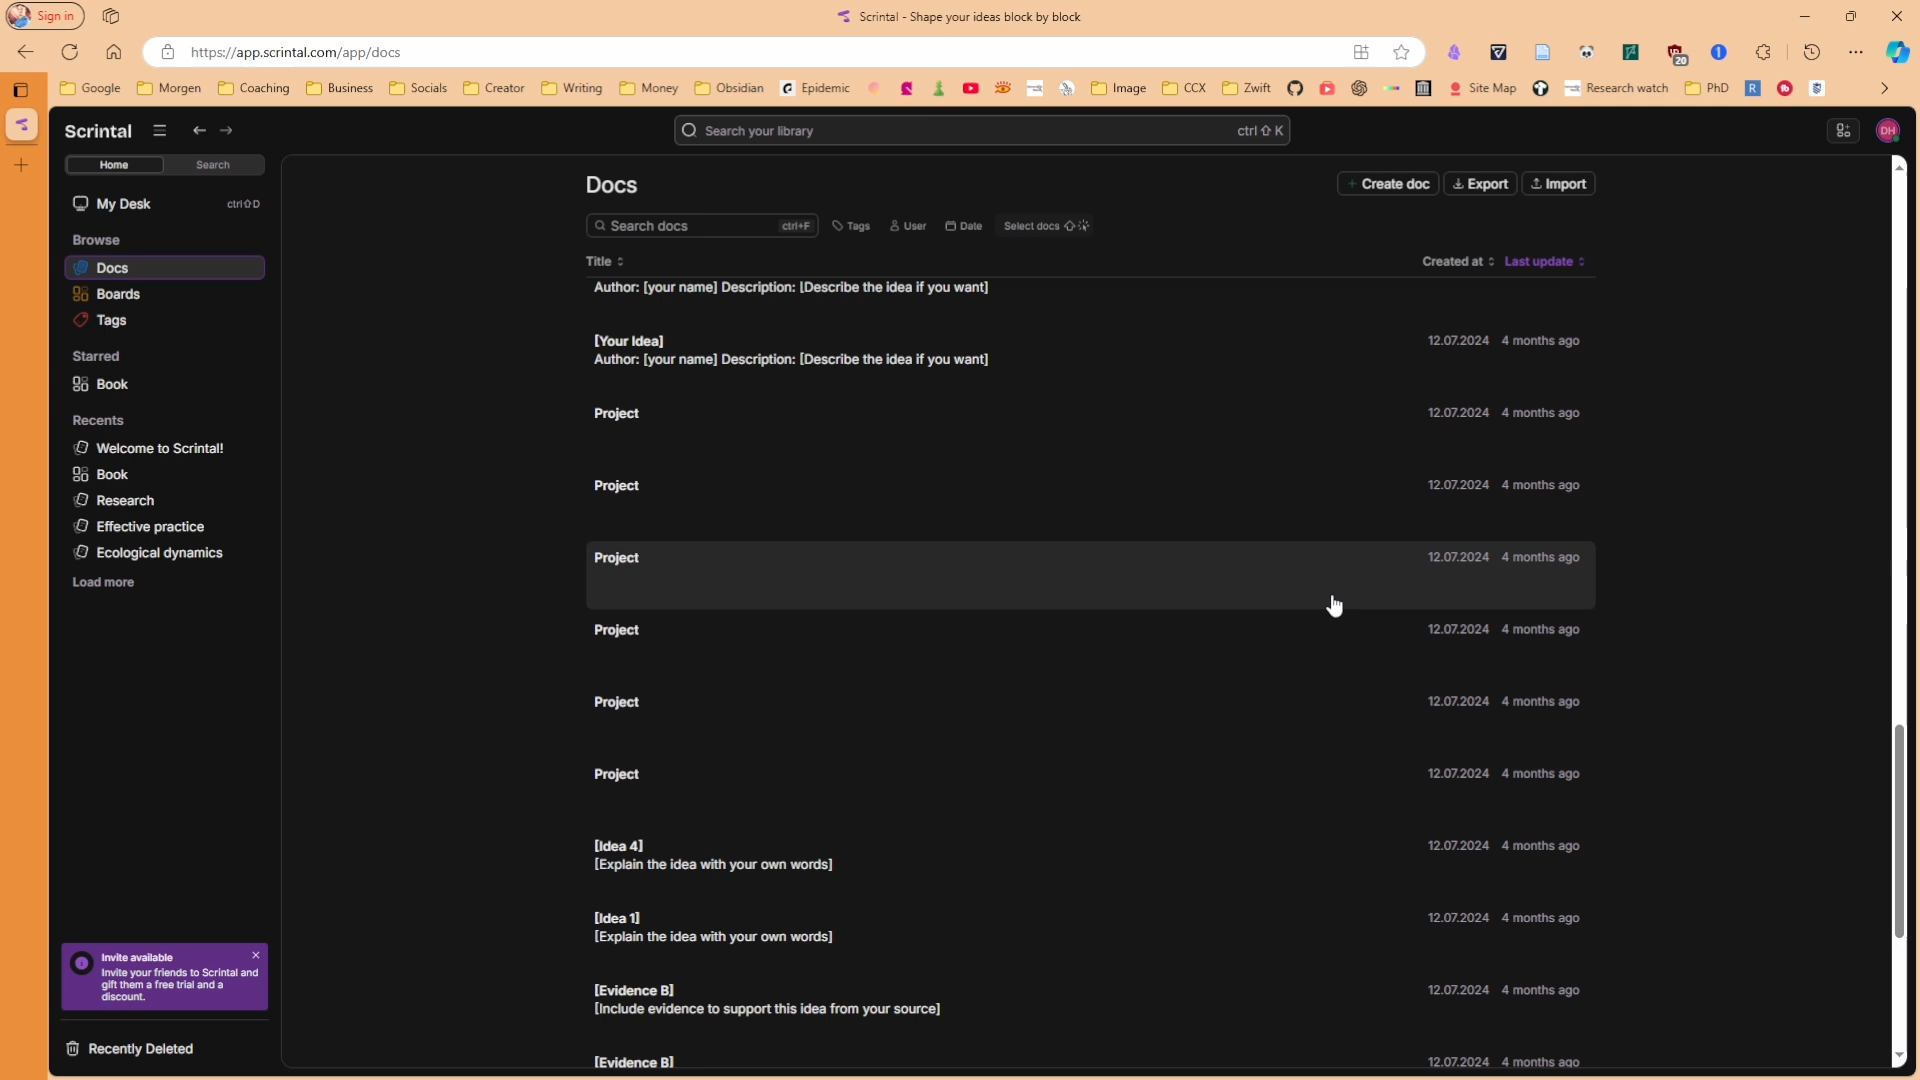 Sign in
Scrintal - Shape your ideas block by block
https://app.scrintal.com/app/docs
20
Google
Morgen
Coaching
Business
Socials
Creator
Writing
Money
Obsidian
Epidemic
Image
CCX
Zwift
Site Map
Research watch
PhD
R
Scrintal
Search your library
ctrl⇧K
DH
Home
Search
My Desk
ctrl⇧D
Browse
Docs
Boards
Tags
Starred
Book
Recents
Welcome to Scrintal!
Book
Research
Effective practice
Ecological dynamics
Load more
Invite available
Invite your friends to Scrintal and
gift them a free trial and a
discount.
Recently Deleted
Docs
+ Create doc
Export
Import
Search docs
ctrl+F
Tags
User
Date
Select docs
Title
Created at
Last update
Author: [your name] Description: [Describe the idea if you want]
[Your Idea] 12.07.2024 4 months ago
Author: [your name] Description: [Describe the idea if you want]
Project 12.07.2024 4 months ago
Project 12.07.2024 4 months ago
Project 12.07.2024 4 months ago
Project 12.07.2024 4 months ago
Project 12.07.2024 4 months ago
Project 12.07.2024 4 months ago
[Idea 4] 12.07.2024 4 months ago
[Explain the idea with your own words]
[Idea 1] 12.07.2024 4 months ago
[Explain the idea with your own words]
[Evidence B] 12.07.2024 4 months ago
[Include evidence to support this idea from your source]
[Evidence B] 12.07.2024 4 months ago